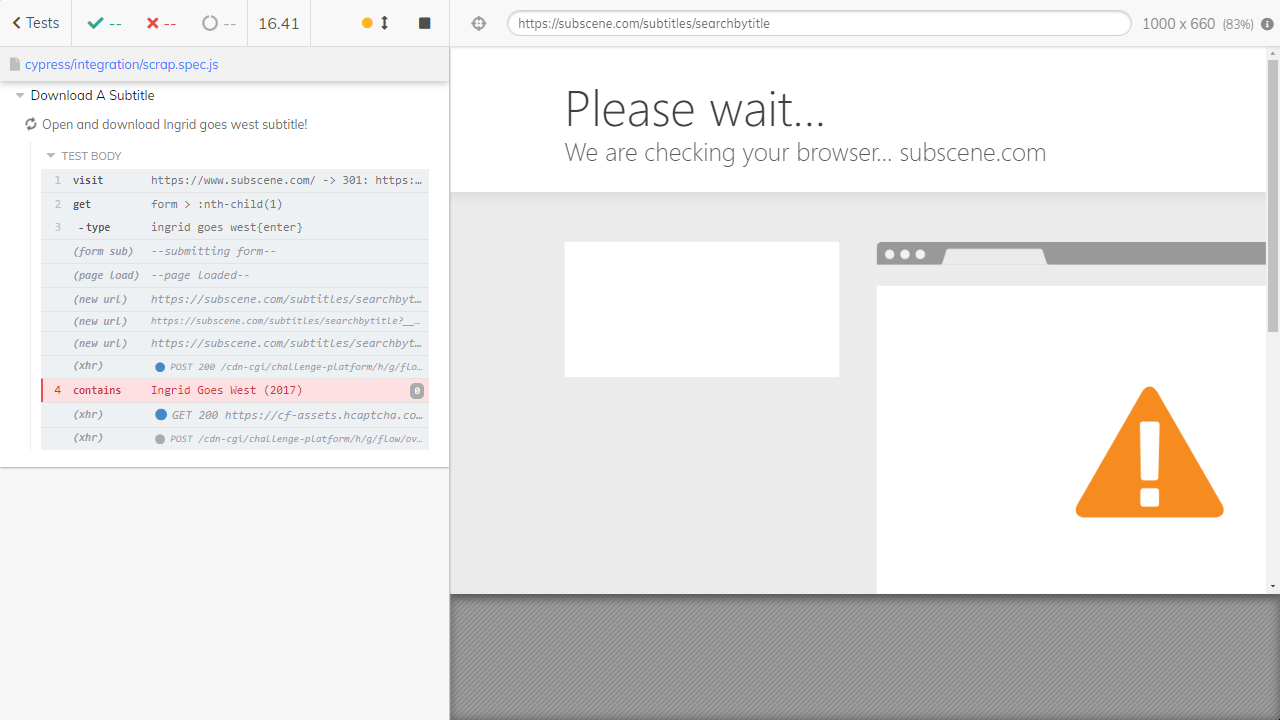 Tests
--
--
--
16.41
https://subscene.com/subtitles/searchbytitle
1000 x 660 (83%)
cypress/integration/scrap.spec.js
Download A Subtitle
Open and download Ingrid goes west subtitle!
TEST BODY
1 visit https://www.subscene.com/ -> 301: https:…
2 get form > :nth-child(1)
3 -type ingrid goes west{enter}
(form sub) --submitting form--
(page load) --page loaded--
(new url) https://subscene.com/subtitles/searchbyt…
(new url) https://subscene.com/subtitles/searchbytitle?__…
(new url) https://subscene.com/subtitles/searchbyt…
(xhr) POST 200 /cdn-cgi/challenge-platform/h/g/flo…
4 contains Ingrid Goes West (2017) 0
(xhr) GET 200 https://cf-assets.hcaptcha.co…
(xhr) POST /cdn-cgi/challenge-platform/h/g/flow/ov…
Please wait...
We are checking your browser... subscene.com